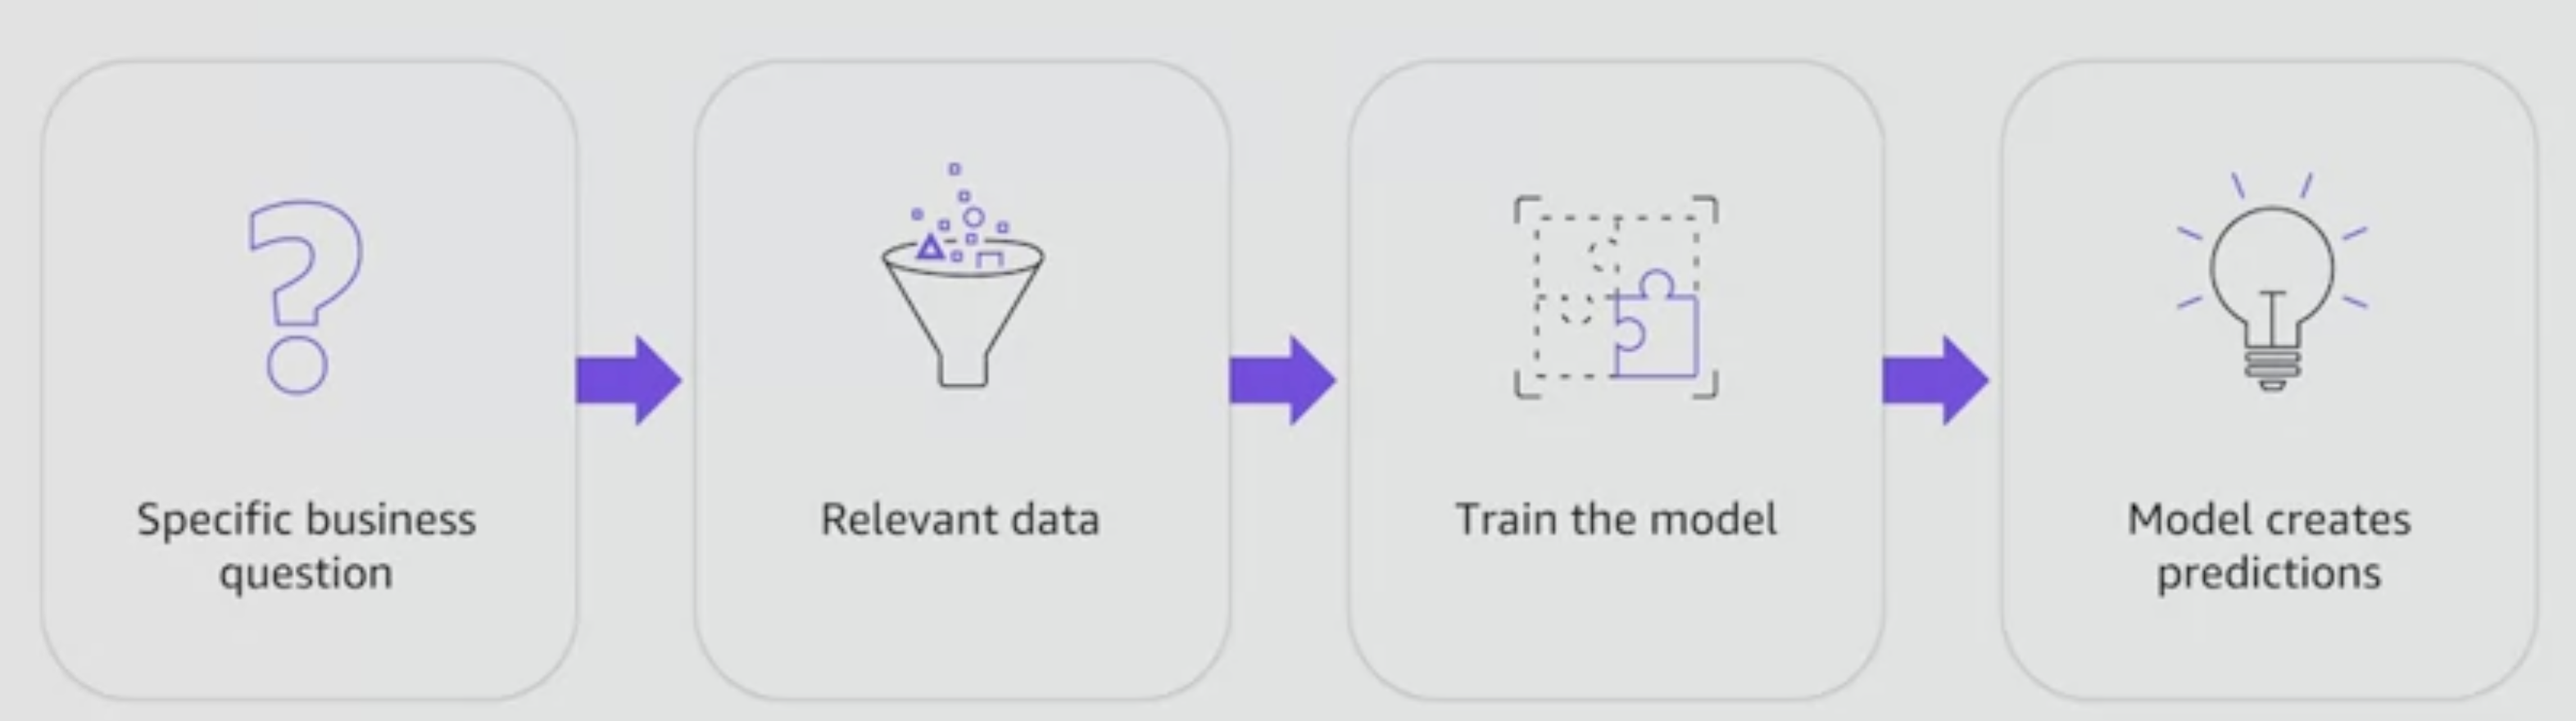 Specific business
question
Relevant data
Train the model
Model creates
predictions